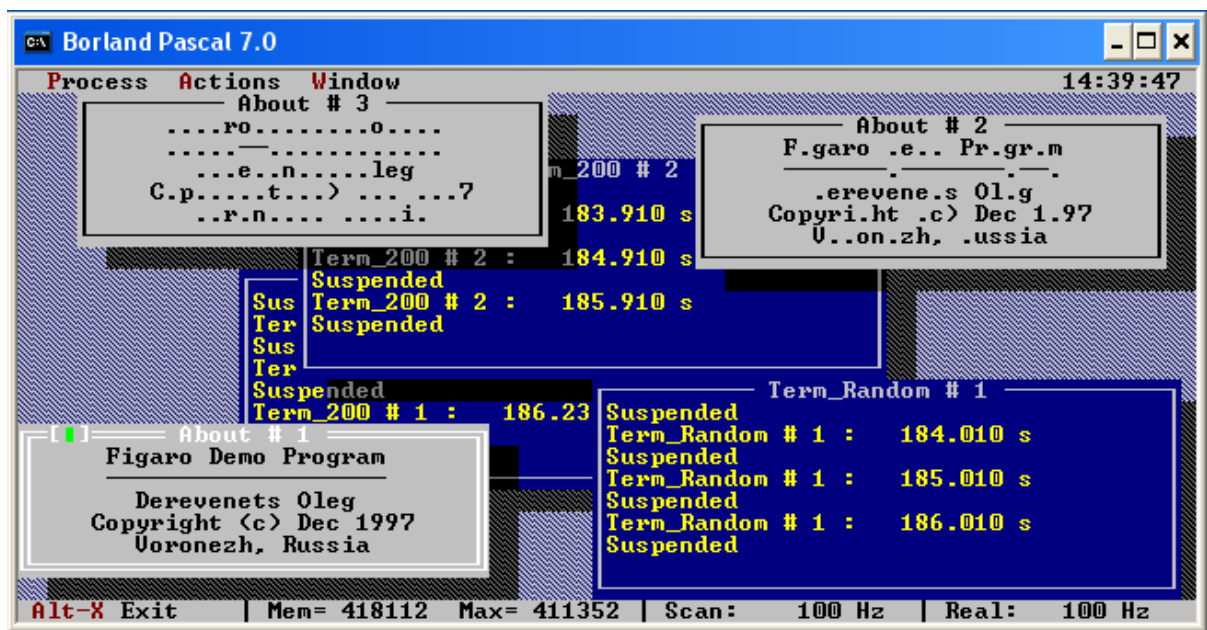 Borland Pascal 7.0
Process Actions Window 14:39:47
About # 3
....ro........o....
.....__............
...e..n.....leg
C.p.....t...) ... ...7
..r.n.... ....i.
About # 2
F.garo .e.. Pr.gr.m
.erevene.s Ol.g
Copyri.ht .c) Dec 1.97
V..on.zh, .ussia
m_200 # 2
183.910 s
Term_200 # 2 : 184.910 s
Suspended
Term_200 # 2 : 185.910 s
Suspended
Sus
Ter
Sus
Ter
Suspended
Term_200 # 1 : 186.23
[■] About # 1
Figaro Demo Program
Derevenets Oleg
Copyright (c) Dec 1997
Voronezh, Russia
Term_Random # 1
Suspended
Term_Random # 1 : 184.010 s
Suspended
Term_Random # 1 : 185.010 s
Suspended
Term_Random # 1 : 186.010 s
Suspended
Alt-X Exit | Mem= 418112 Max= 411352 | Scan: 100 Hz | Real: 100 Hz